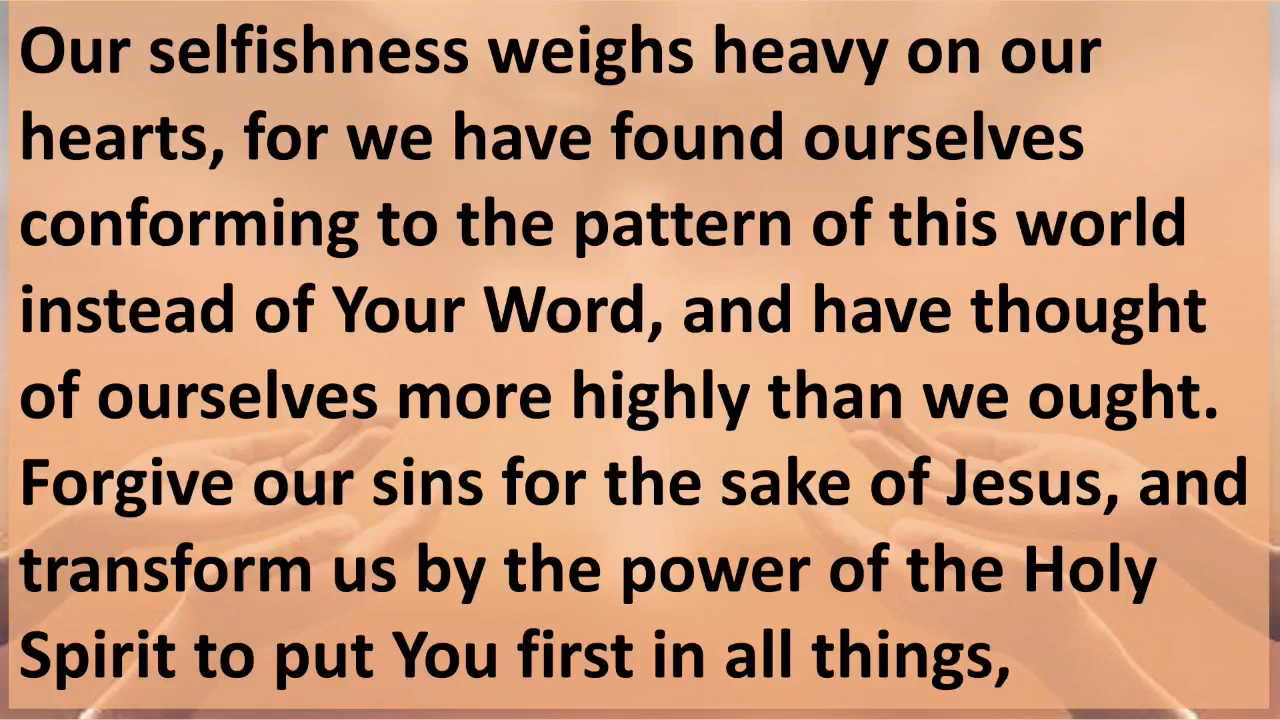 Our selfishness weighs heavy on our
hearts, for we have found ourselves
conforming to the pattern of this world
instead of Your Word, and have thought
of ourselves more highly than we ought.
Forgive our sins for the sake of Jesus, and
transform us by the power of the Holy
Spirit to put You first in all things,